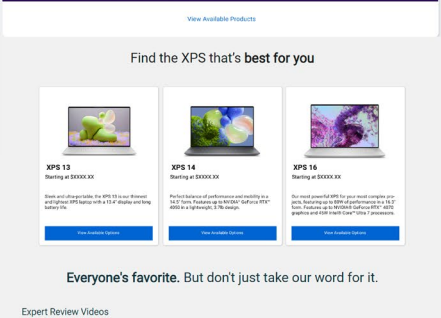 View Available Products
Find the XPS that's best for you
XPS 13
Starting at $XXXX.XX
Sleek and ultra-portable, the XPS 13 is our thinnest
and lightest XPS laptop with a 13.4" display and long
battery life.
View Available Options
XPS 14
Starting at $XXXX.XX
Perfect balance of performance and mobility in a
14.5" form. Features up to NVIDIA® GeForce RTX™
4050 in a lightweight, 3.7lb design.
View Available Options
XPS 16
Starting at $XXXX.XX
Our most powerful XPS for your most complex pro-
jects, featuring up to 89W of performance in a 16.3"
form. Features up to NVIDIA® GeForce RTX™ 4070
graphics and 45W Intel® Core™ Ultra 7 processors.
View Available Options
Everyone's favorite. But don't just take our word for it.
Expert Review Videos